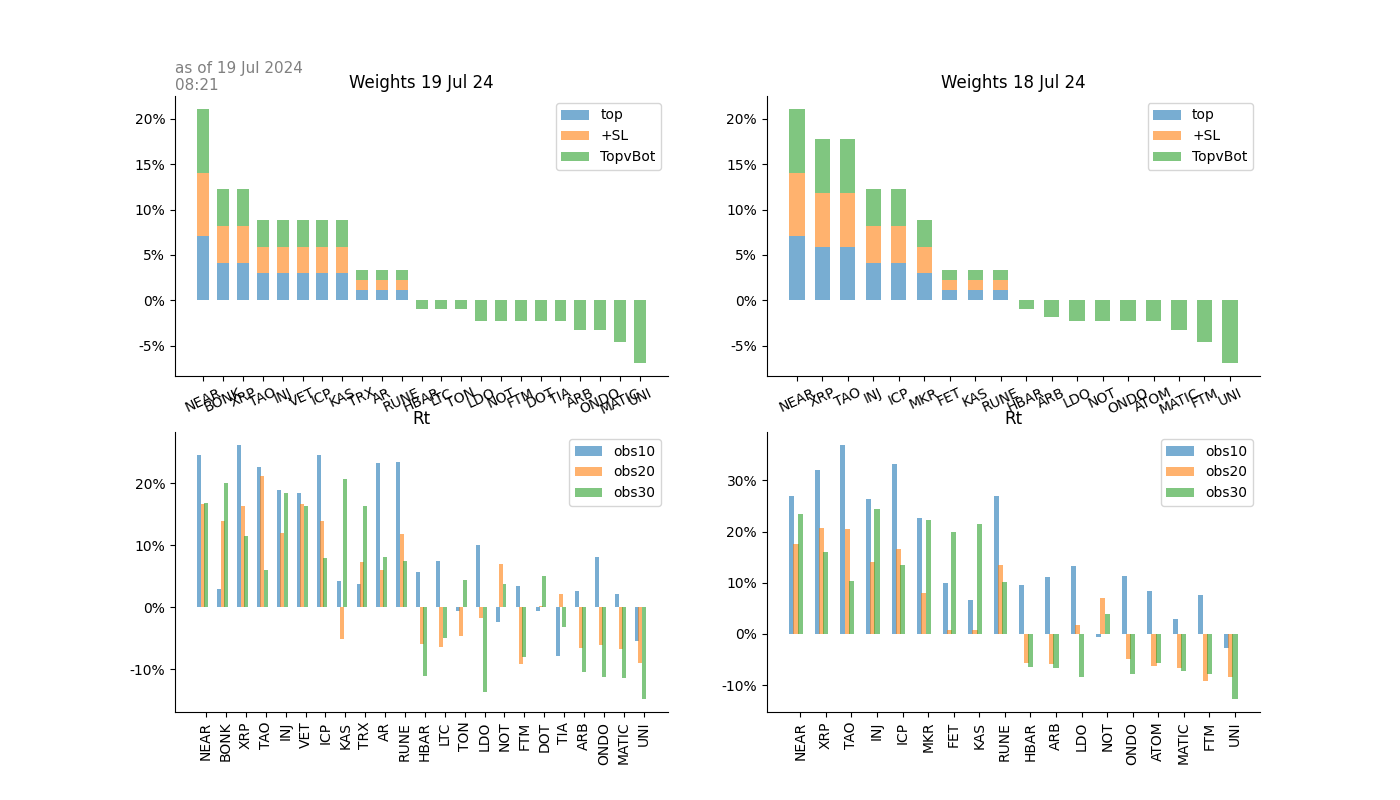 as of 19 Jul 2024
08:21
Weights 19 Jul 24
20%
15%
10%
5%
0%
-5%
top
+SL
TopvBot
NEAR BONK XRP TAO INJ VET ICP KAS TRX AR RUNE HBAR LTC TON LDO NOT FTM DOT TIA ARB ONDO MATIC UNI
Weights 18 Jul 24
20%
15%
10%
5%
0%
-5%
top
+SL
TopvBot
NEAR XRP TAO INJ ICP MKR FET KAS RUNE HBAR ARB LDO NOT ONDO ATOM MATIC FTM UNI
Rt
20%
10%
0%
-10%
obs10
obs20
obs30
NEAR BONK XRP TAO INJ VET ICP KAS TRX AR RUNE HBAR LTC TON LDO NOT FTM DOT TIA ARB ONDO MATIC UNI
Rt
30%
20%
10%
0%
-10%
obs10
obs20
obs30
NEAR XRP TAO INJ ICP MKR FET KAS RUNE HBAR ARB LDO NOT ONDO ATOM MATIC FTM UNI